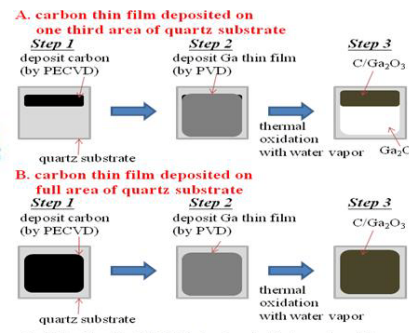 A. carbon thin film deposited on
one third area of quartz substrate
Step 1
deposit carbon
(by PECVD)
quartz substrate
Step 2
deposit Ga thin film
(by PVD)
thermal
oxidation
with water vapor
Step 3
C/Ga₂O₃
B. carbon thin film deposited on
full area of quartz substrate
Step 1
deposit carbon
(by PECVD)
quartz substrate
Step 2
deposit Ga thin film
(by PVD)
thermal
oxidation
with water vapor
Step 3
C/Ga₂O₃